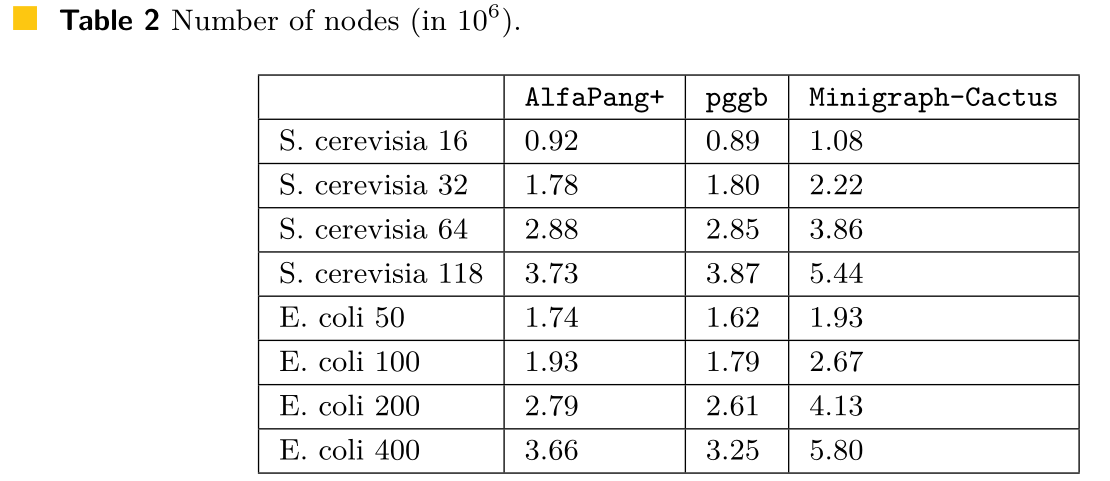 Table 2 Number of nodes (in 10⁶).
AlfaPang+ pggb Minigraph-Cactus
S. cerevisia 16 0.92 0.89 1.08
S. cerevisia 32 1.78 1.80 2.22
S. cerevisia 64 2.88 2.85 3.86
S. cerevisia 118 3.73 3.87 5.44
E. coli 50 1.74 1.62 1.93
E. coli 100 1.93 1.79 2.67
E. coli 200 2.79 2.61 4.13
E. coli 400 3.66 3.25 5.80